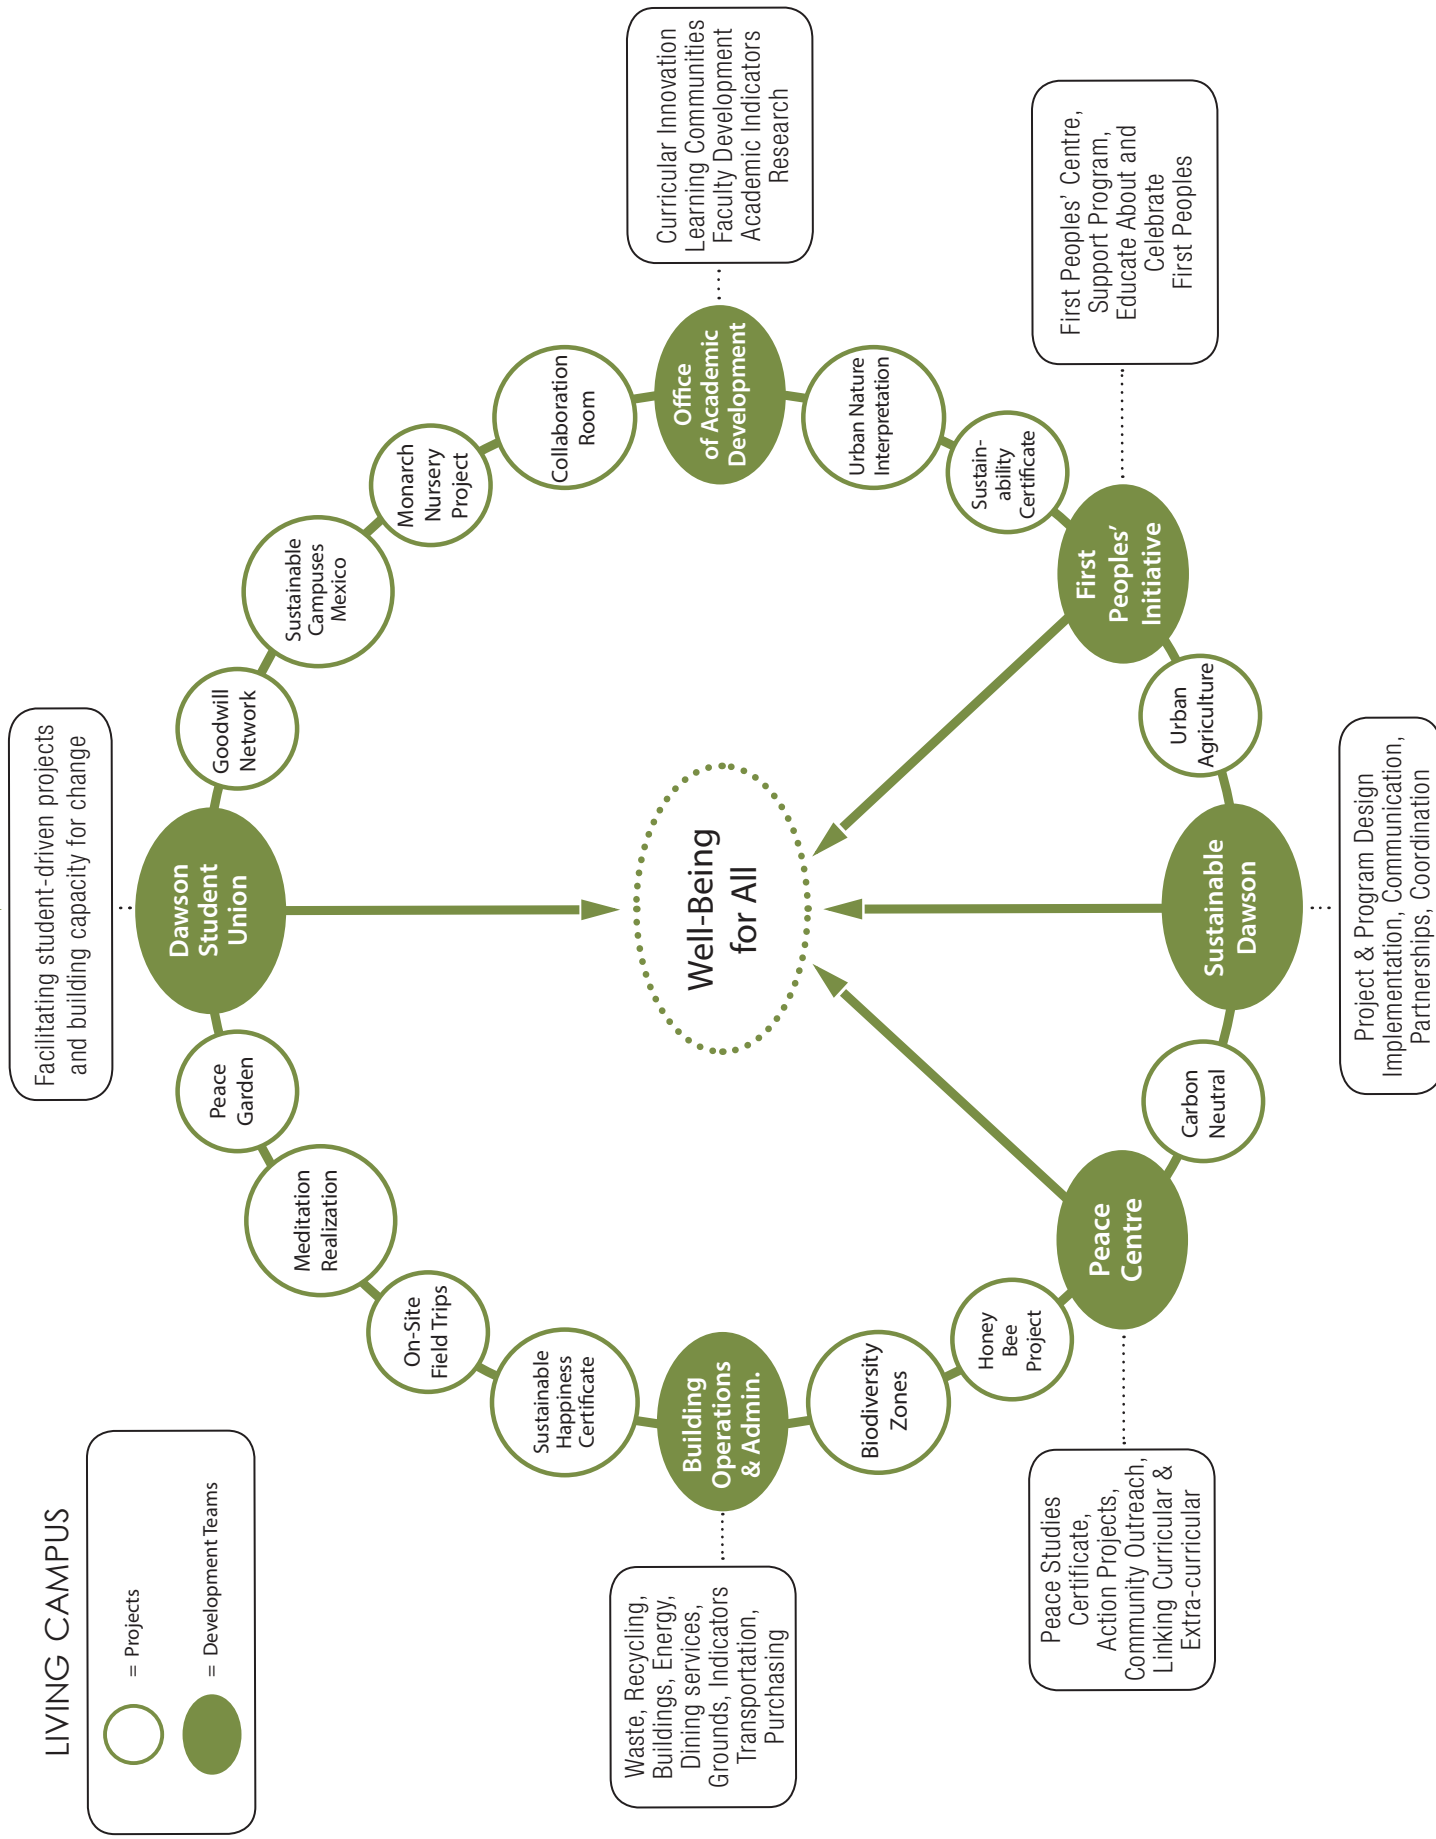 LIVING CAMPUS
= Projects
= Development Teams
Facilitating student-driven projects
and building capacity for change
Dawson
Student
Union
Goodwill
Network
Sustainable
Campuses
Mexico
Monarch
Nursery
Project
Collaboration
Room
Office
of Academic
Development
Curricular Innovation
Learning Communities
Faculty Development
Academic Indicators
Research
Urban Nature
Interpretation
Sustain-
ability
Certificate
First
Peoples'
Initiative
First Peoples' Centre,
Support Program,
Educate About and
Celebrate
First Peoples
Urban
Agriculture
Sustainable
Dawson
Project & Program Design
Implementation, Communication,
Partnerships, Coordination
Carbon
Neutral
Peace
Centre
Peace Studies
Certificate,
Action Projects,
Community Outreach,
Linking Curricular &
Extra-curricular
Honey
Bee
Project
Biodiversity
Zones
Building
Operations
& Admin.
Waste, Recycling,
Buildings, Energy,
Dining services,
Grounds, Indicators
Transportation,
Purchasing
Sustainable
Happiness
Certificate
On-Site
Field Trips
Meditation
Realization
Peace
Garden
Well-Being
for All